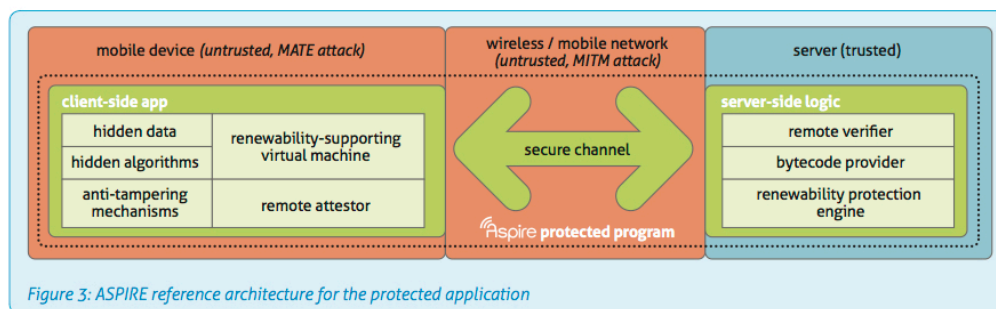 mobile device (untrusted, MATE attack)
wireless / mobile network
(untrusted, MITM attack)
server (trusted)
client-side app
hidden data
hidden algorithms
anti-tampering
mechanisms
renewability-supporting
virtual machine
remote attestor
secure channel
Aspire protected program
server-side logic
remote verifier
bytecode provider
renewability protection
engine
Figure 3: ASPIRE reference architecture for the protected application